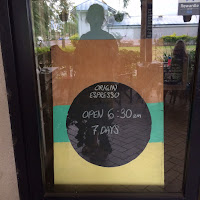 ORIGIN
ESPRESSO
OPEN 6:30am
7 DAYS